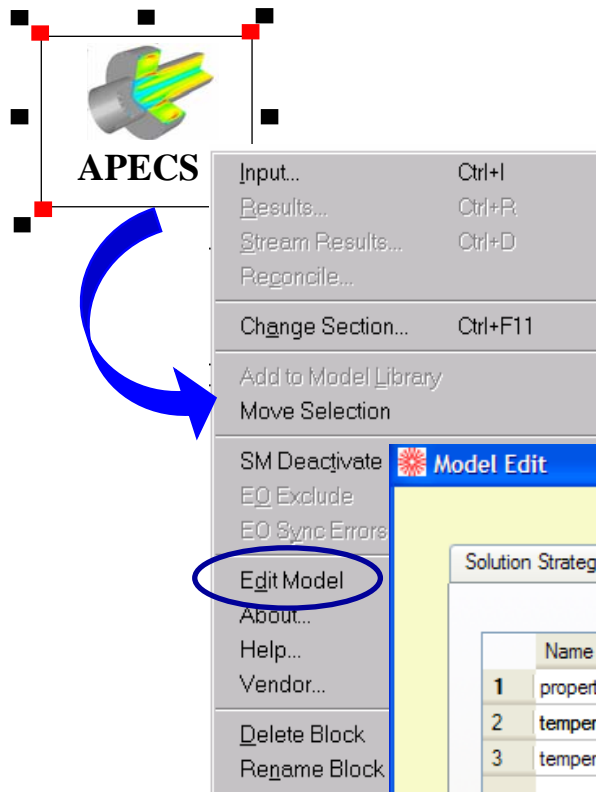 APECS
Input... Ctrl+I
Results... Ctrl+R
Stream Results... Ctrl+D
Reconcile...
Change Section... Ctrl+F11
Add to Model Library
Move Selection
SM Deactivate
EO Exclude
EO Sync Errors
Edit Model
About...
Help...
Vendor...
Delete Block
Rename Block
Model Edit
Solution Strateg
Name
1 propert
2 temper
3 temper